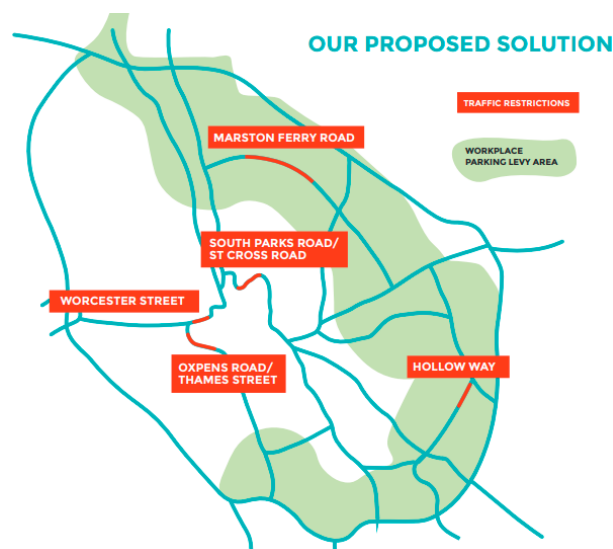 OUR PROPOSED SOLUTION
TRAFFIC RESTRICTIONS
MARSTON FERRY ROAD
WORKPLACE
PARKING LEVY AREA
SOUTH PARKS ROAD/
ST CROSS ROAD
WORCESTER STREET
OXPENS ROAD/
THAMES STREET
HOLLOW WAY